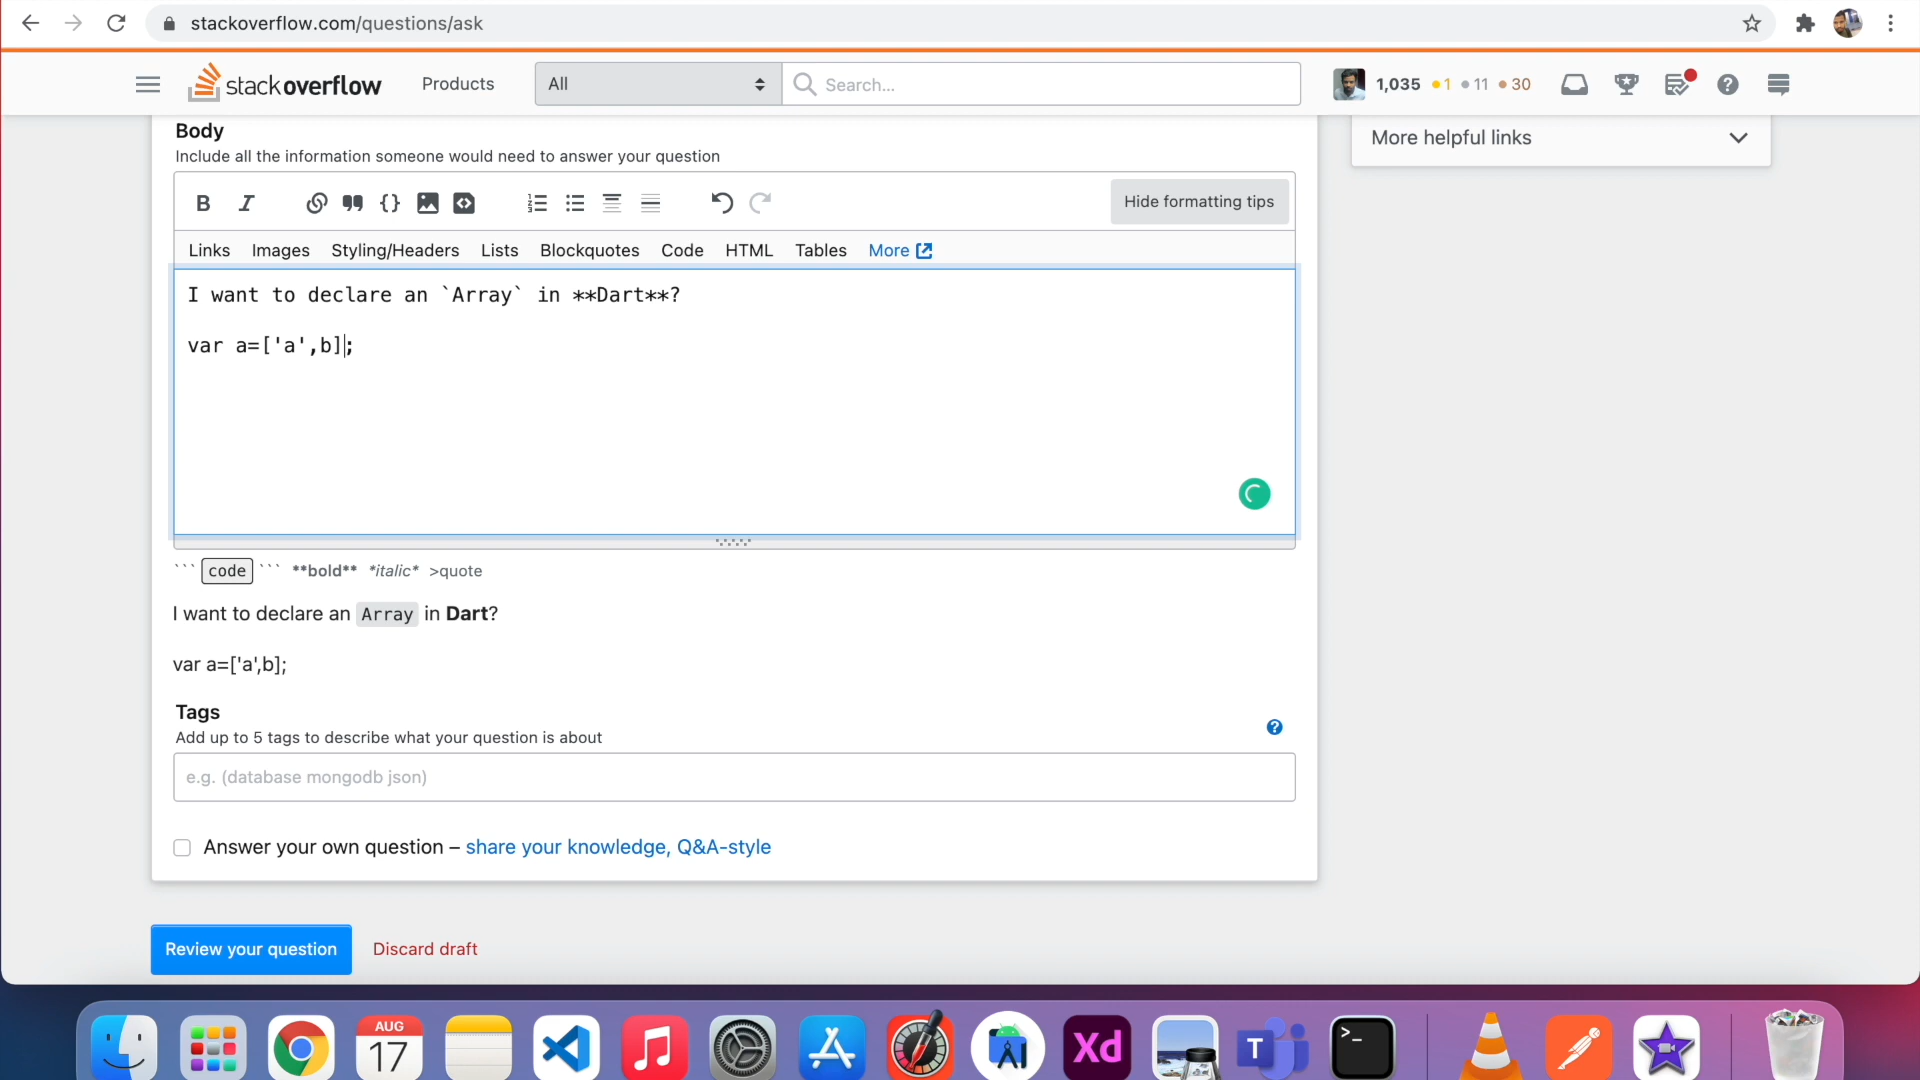 stackoverflow.com/questions/ask
stackoverflow
Products
All
Search...
1,035
1
11
30
Body
Include all the information someone would need to answer your question
More helpful links
B I
Hide formatting tips
Links Images Styling/Headers Lists Blockquotes Code HTML Tables More
I want to declare an `Array` in **Dart**?
var a=['a',b];
``` code ``` **bold** *italic* >quote
I want to declare an Array in Dart?
var a=['a',b];
Tags
Add up to 5 tags to describe what your question is about
e.g. (database mongodb json)
Answer your own question – share your knowledge, Q&A-style
Review your question
Discard draft
AUG
17
Xd
T
>_